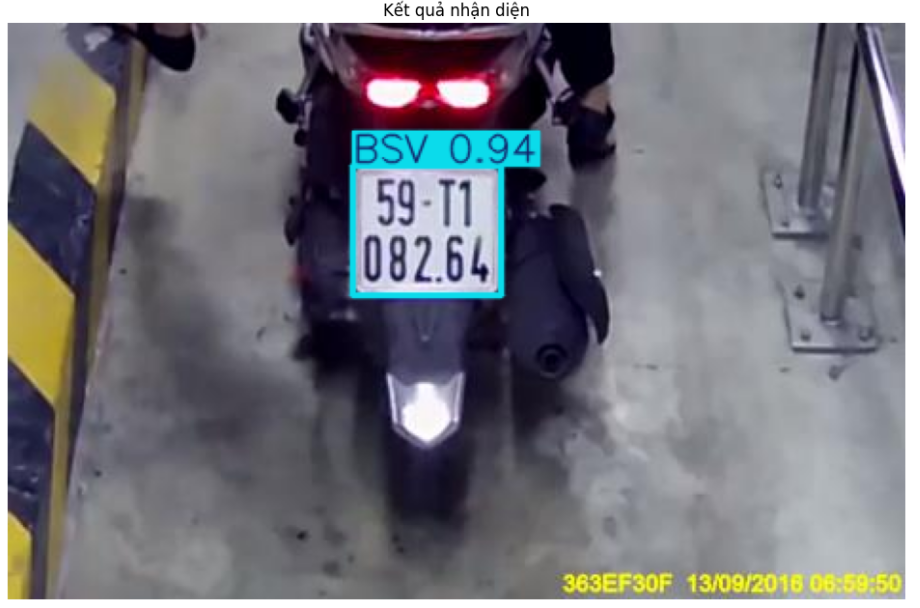 Kết quả nhận diện
BSV 0.94
59-T1
082.64
363EF30F 13/09/2016 06:59:50